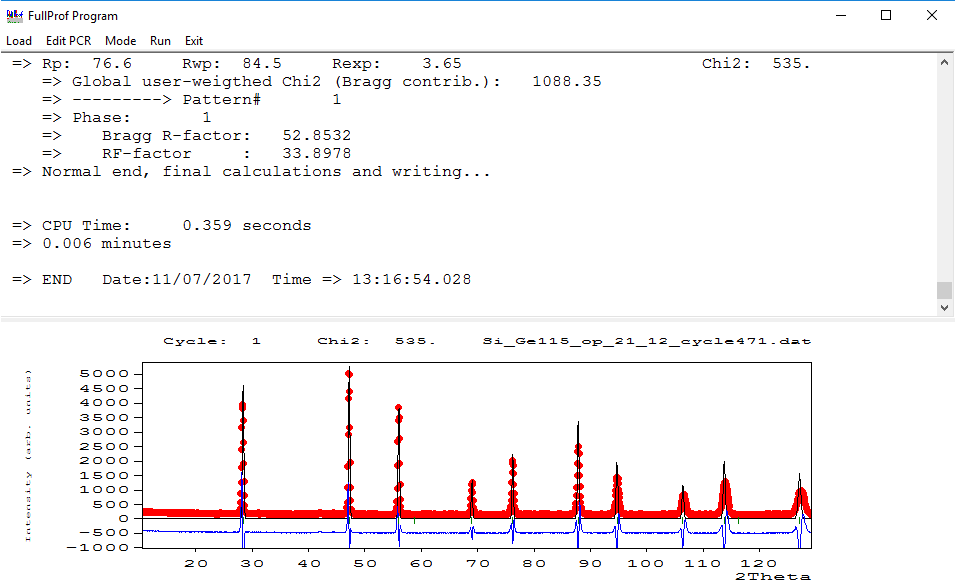 FullProf Program
Load Edit PCR Mode Run Exit
=> Rp: 76.6 Rwp: 84.5 Rexp: 3.65 Chi2: 535.
=> Global user-weigthed Chi2 (Bragg contrib.): 1088.35
=> ---------> Pattern# 1
=> Phase: 1
=> Bragg R-factor: 52.8532
=> RF-factor : 33.8978
=> Normal end, final calculations and writing...
=> CPU Time: 0.359 seconds
=> 0.006 minutes
=> END Date:11/07/2017 Time => 13:16:54.028
Cycle: 1 Chi2: 535. Si_Ge115_op_21_12_cycle471.dat
Intensity (arb. units)
5000
4500
4000
3500
3000
2500
2000
1500
1000
500
0
-500
-1000
20 30 40 50 60 70 80 90 100 110 120
2Theta